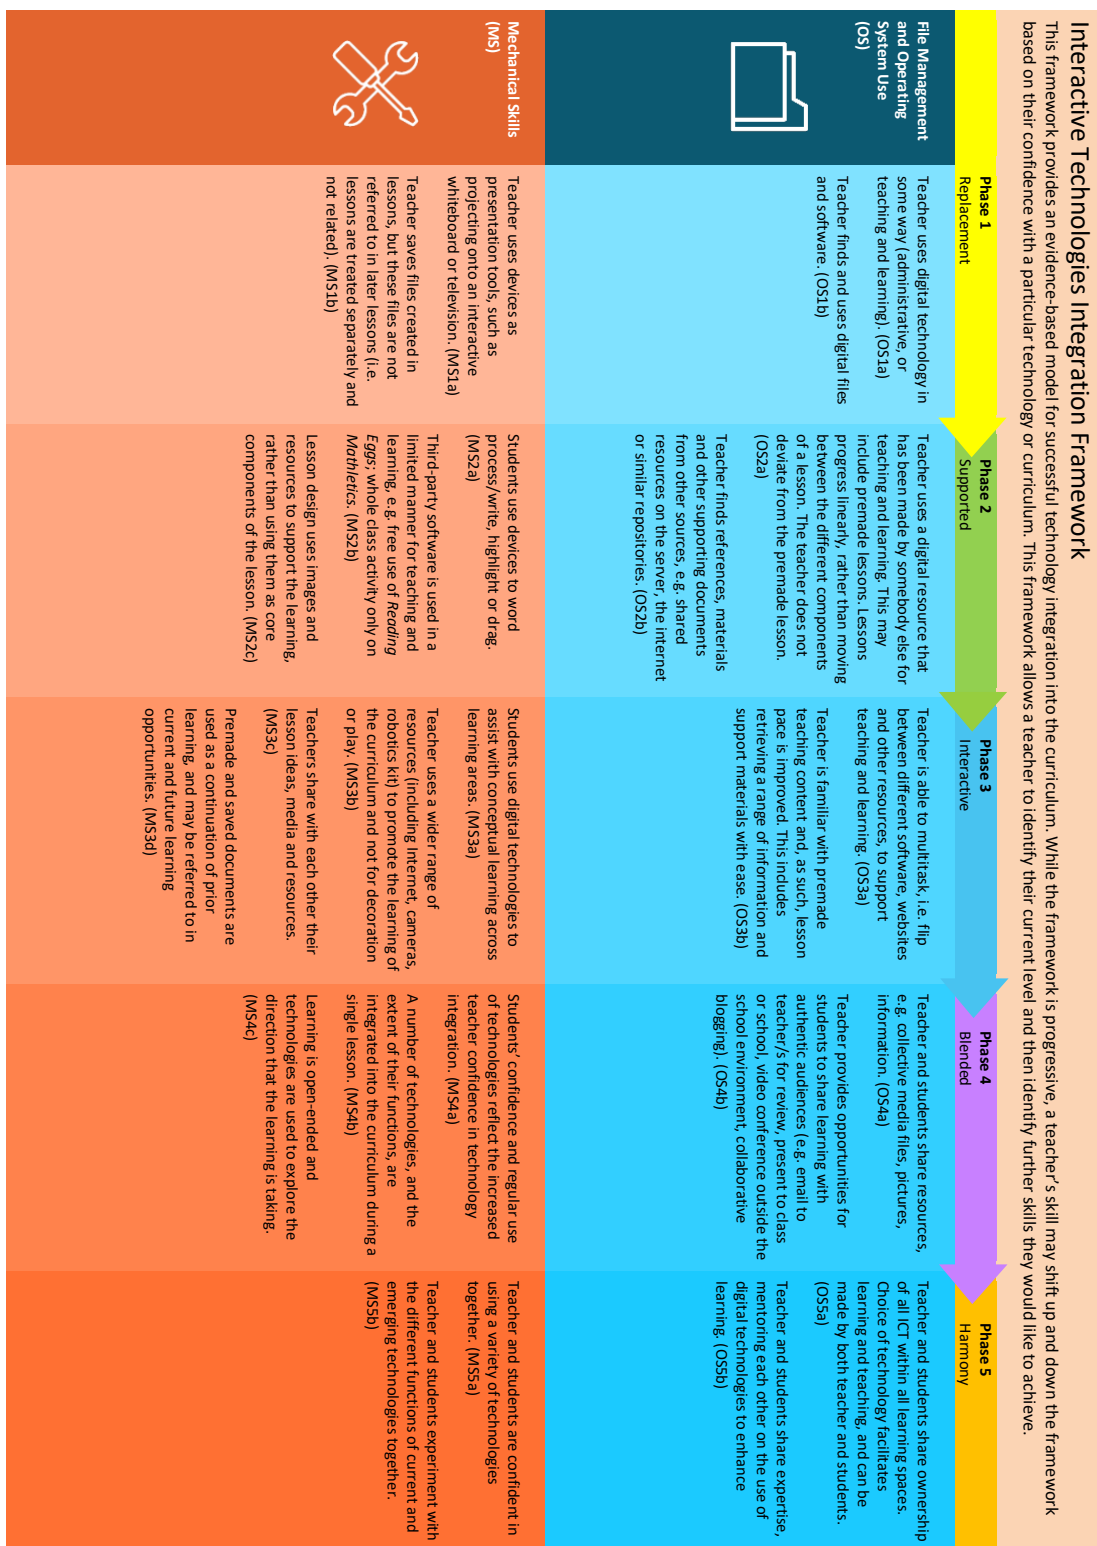 Interactive Technologies Integration Framework
This framework provides an evidence-based model for successful technology integration into the curriculum. While the framework is progressive, a teacher's skill may shift up and down the framework
based on their confidence with a particular technology or curriculum. This framework allows a teacher to identify their current level and then identify further skills they would like to achieve.
Phase 1
Replacement
Phase 2
Supported
Phase 3
Interactive
Phase 4
Blended
Phase 5
Harmony
File Management
and Operating
System Use
(OS)
Teacher uses digital technology in
some way (administrative, or
teaching and learning). (OS1a)
Teacher finds and uses digital files
and software. (OS1b)
Teacher uses a digital resource that
has been made by somebody else for
teaching and learning. This may
include premade lessons. Lessons
progress linearly, rather than moving
between the different components
of a lesson. The teacher does not
deviate from the premade lesson.
(OS2a)
Teacher finds references, materials
and other supporting documents
from other sources, e.g. shared
resources on the server, the internet
or similar repositories. (OS2b)
Teacher is able to multitask, i.e. flip
between different software, websites
and other resources, to support
teaching and learning. (OS3a)
Teacher is familiar with premade
teaching content and, as such, lesson
pace is improved. This includes
retrieving a range of information and
support materials with ease. (OS3b)
Teacher and students share resources,
e.g. collective media files, pictures,
information. (OS4a)
Teacher provides opportunities for
students to share learning with
authentic audiences (e.g. email to
teacher/s for review, present to class
or school, video conference outside the
school environment, collaborative
blogging). (OS4b)
Teacher and students share ownership
of all ICT within all learning spaces.
Choice of technology facilitates
learning and teaching, and can be
made by both teacher and students.
(OS5a)
Teacher and students share expertise,
mentoring each other on the use of
digital technologies to enhance
learning. (OS5b)
Mechanical Skills
(MS)
Teacher uses devices as
presentation tools, such as
projecting onto an interactive
whiteboard or television. (MS1a)
Teacher saves files created in
lessons, but these files are not
referred to in later lessons (i.e.
lessons are treated separately and
not related). (MS1b)
Students use devices to word
process/write, highlight or drag.
(MS2a)
Third-party software is used in a
limited manner for teaching and
learning, e.g. free use of Reading
Eggs; whole class activity only on
Mathletics. (MS2b)
Lesson design uses images and
resources to support the learning,
rather than using them as core
components of the lesson. (MS2c)
Students use digital technologies to
assist with conceptual learning across
learning areas. (MS3a)
Teacher uses a wider range of
resources (including Internet, cameras,
robotics kit) to promote the learning of
the curriculum and not for decoration
or play. (MS3b)
Teachers share with each other their
lesson ideas, media and resources.
(MS3c)
Premade and saved documents are
used as a continuation of prior
learning, and may be referred to in
current and future learning
opportunities. (MS3d)
Students' confidence and regular use
of technologies reflect the increased
teacher confidence in technology
integration. (MS4a)
A number of technologies, and the
extent of their functions, are
integrated into the curriculum during a
single lesson. (MS4b)
Learning is open-ended and
technologies are used to explore the
direction that the learning is taking.
(MS4c)
Teacher and students are confident in
using a variety of technologies
together. (MS5a)
Teacher and students experiment with
the different functions of current and
emerging technologies together.
(MS5b)